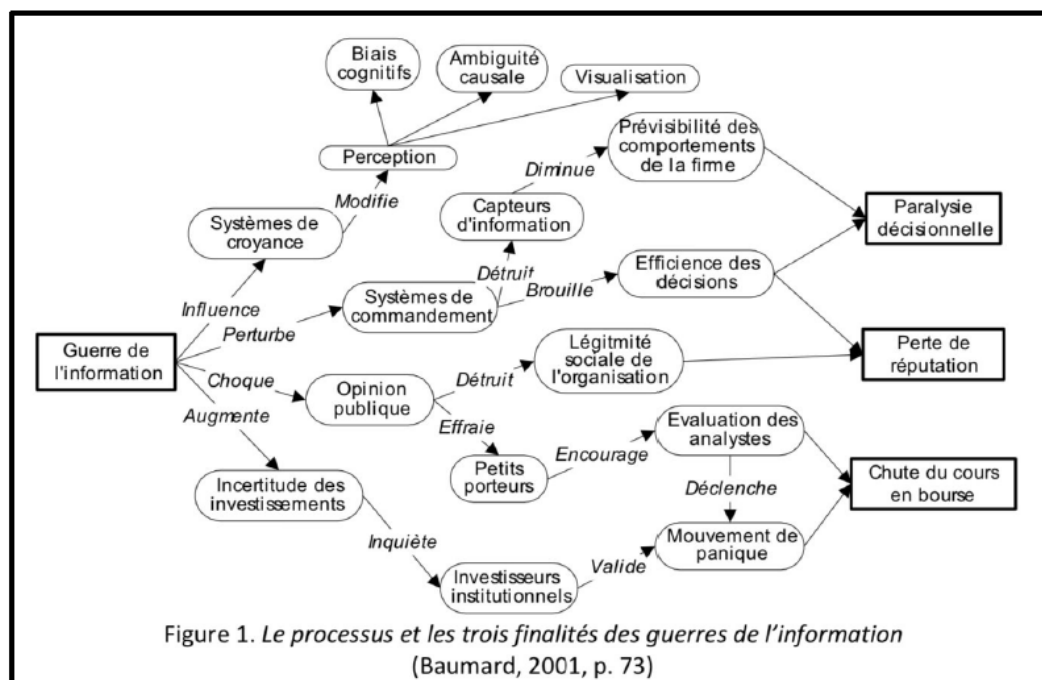 Biais
cognitifs
Ambiguité
causale
Visualisation
Perception
Prévisibilité des
comportements
de la firme
Diminue
Modifie
Capteurs
d'information
Systèmes de
croyance
Paralysie
décisionnelle
Détruit
Efficience des
décisions
Brouille
Systèmes de
commandement
Influence
Perturbe
Guerre de
l'information
Légitmité
sociale de
l'organisation
Perte de
réputation
Choque
Détruit
Opinion
publique
Augmente
Effraie
Evaluation des
analystes
Encourage
Petits
porteurs
Chute du cours
en bourse
Incertitude des
investissements
Déclenche
Mouvement de
panique
Inquiète
Valide
Investisseurs
institutionnels
Figure 1. Le processus et les trois finalités des guerres de l'information
(Baumard, 2001, p. 73)